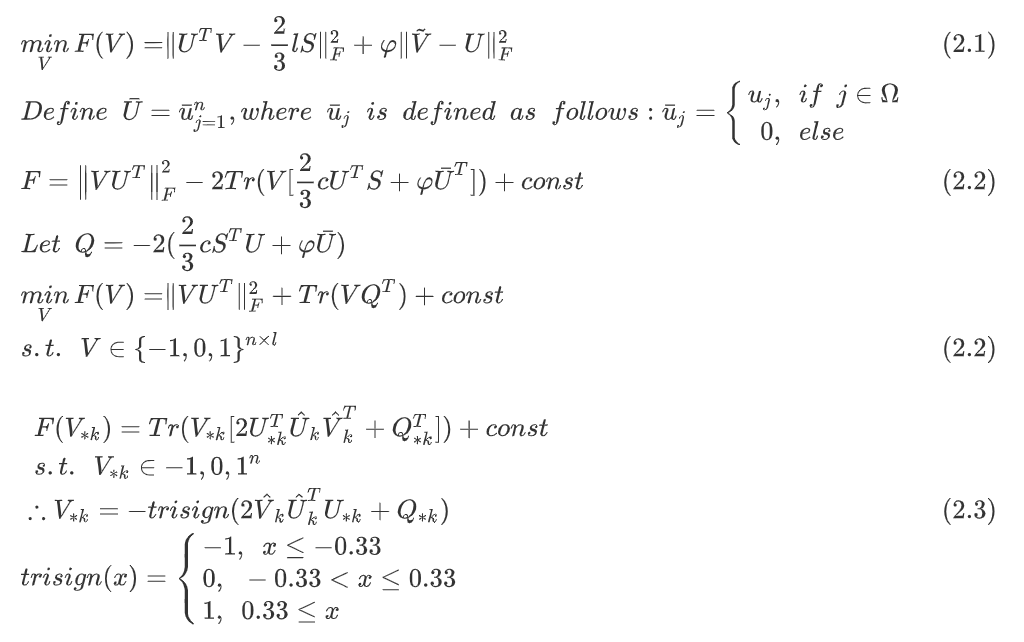 $\min_{V} F(V) = \|U^T V - \frac{2}{3} lS\|_F^2 + \varphi \|\tilde{V} - U\|_F^2$ (2.1)
$Define \ \bar{U} = \bar{u}_{j=1}^n, where \ \bar{u}_j \ is \ defined \ as \ follows: \bar{u}_j = \begin{cases} u_j, & if \ j \in \Omega \\ 0, & else \end{cases}$
$F = \|VU^T\|_F^2 - 2Tr(V[\frac{2}{3} cU^T S + \varphi \bar{U}^T]) + const$ (2.2)
$Let \ Q = -2(\frac{2}{3} cS^T U + \varphi \bar{U})$
$\min_{V} F(V) = \|VU^T\|_F^2 + Tr(VQ^T) + const$
$s.t. \ V \in \{-1, 0, 1\}^{n \times l}$ (2.2)
$F(V_{*k}) = Tr(V_{*k}[2U_{*k}^T \hat{U}_k \hat{V}_k^T + Q_{*k}^T]) + const$
$s.t. \ V_{*k} \in -1, 0, 1^n$
$\therefore V_{*k} = -trisign(2\hat{V}_k \hat{U}_k^T U_{*k} + Q_{*k})$ (2.3)
$trisign(x) = \begin{cases} -1, & x \leq -0.33 \\ 0, & -0.33 < x \leq 0.33 \\ 1, & 0.33 \leq x \end{cases}$